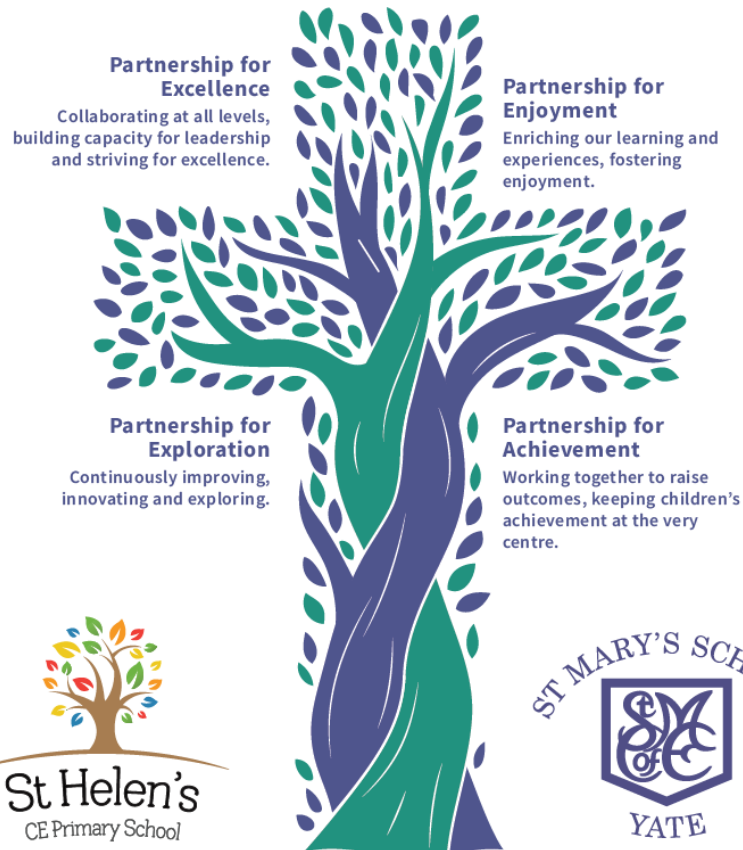 Partnership for
Excellence
Collaborating at all levels,
building capacity for leadership
and striving for excellence.
Partnership for
Enjoyment
Enriching our learning and
experiences, fostering
enjoyment.
Partnership for
Exploration
Continuously improving,
innovating and exploring.
Partnership for
Achievement
Working together to raise
outcomes, keeping children's
achievement at the very
centre.
St Helen's
CE Primary School
ST MARY'S SCH
YATE